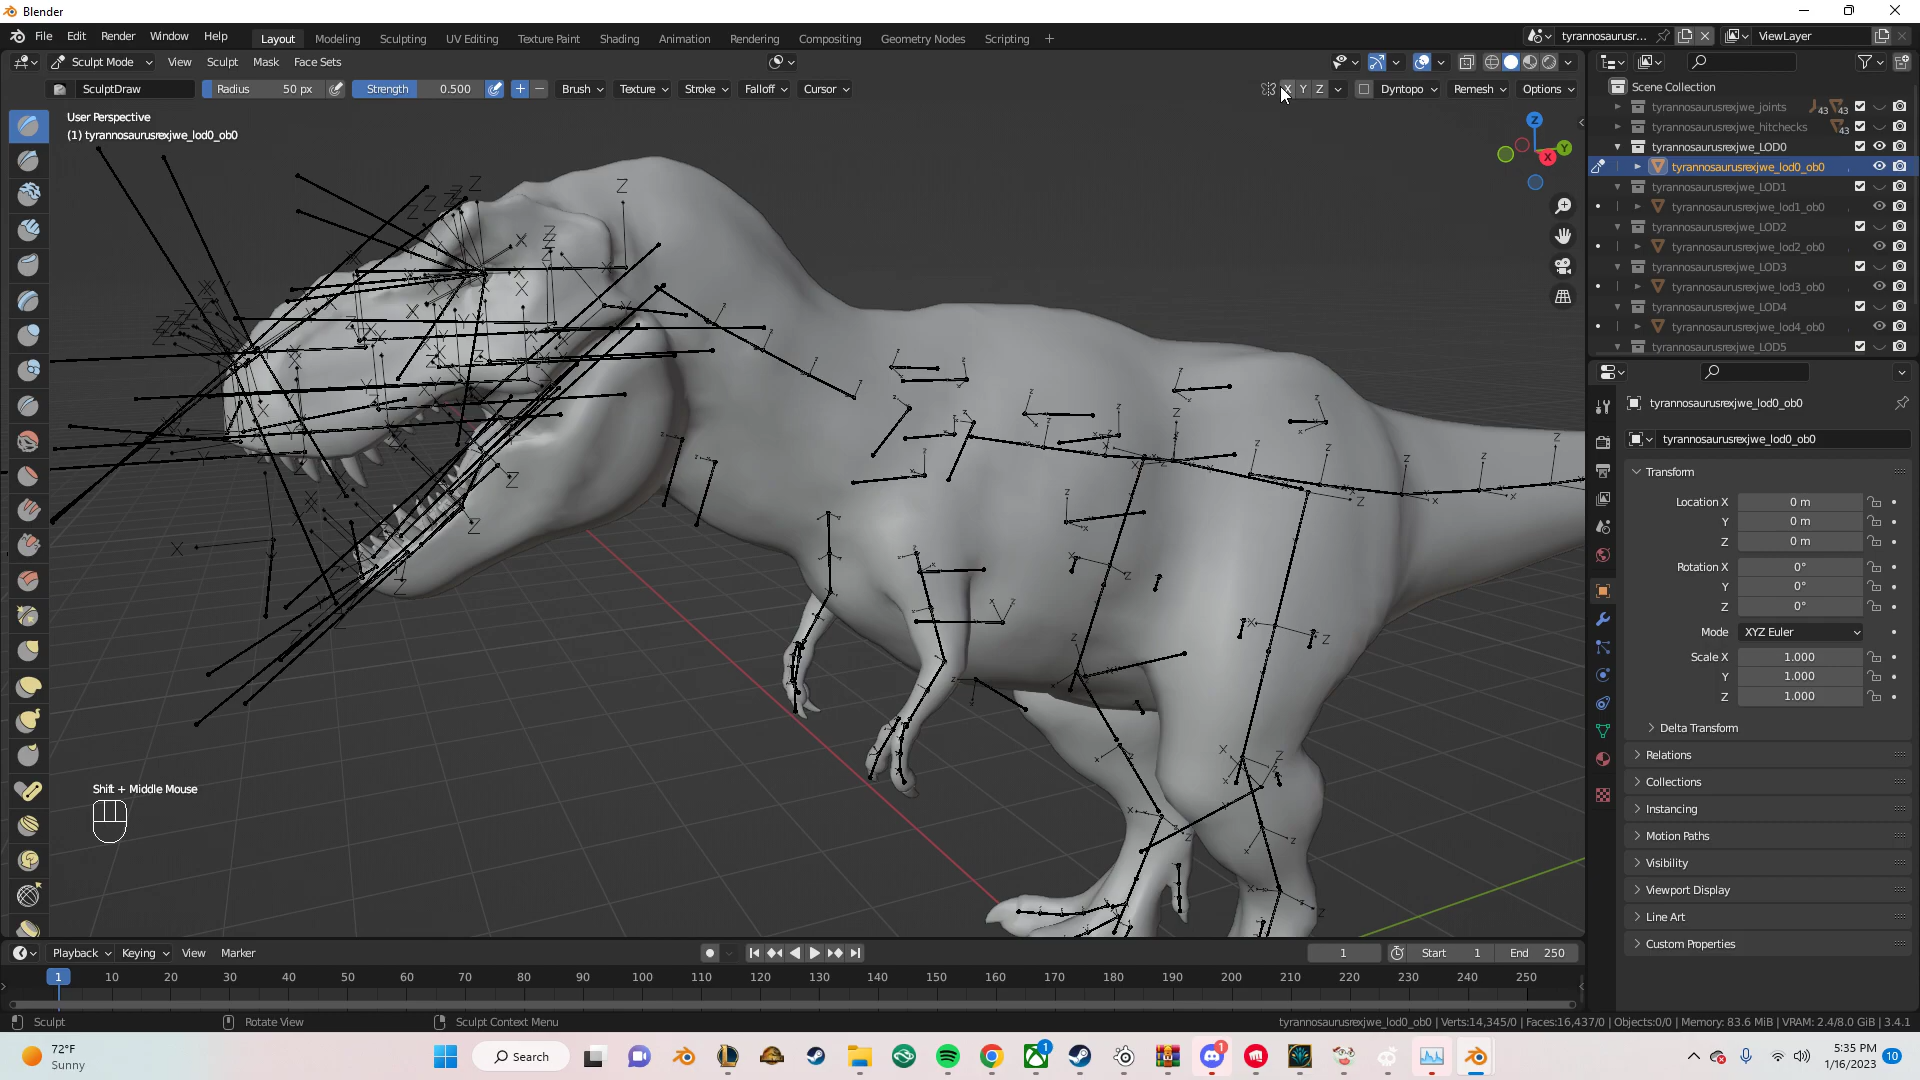 Blender
File Edit Render Window Help Layout Modeling Sculpting UV Editing Texture Paint Shading Animation Rendering Compositing Geometry Nodes Scripting + tyrannosaurusr... ViewLayer
Sculpt Mode View Sculpt Mask Face Sets
SculptDraw Radius 50 px Strength 0.500 Brush Texture Stroke Falloff Cursor X Y Z Dyntopo Remesh Options
User Perspective
(1) tyrannosaurusrexjwe_lod0_ob0
Scene Collection
tyrannosaurusrexjwe_joints 43 43
tyrannosaurusrexjwe_hitchecks 43
tyrannosaurusrexjwe_LOD0
tyrannosaurusrexjwe_lod0_ob0
tyrannosaurusrexjwe_LOD1
tyrannosaurusrexjwe_lod1_ob0
tyrannosaurusrexjwe_LOD2
tyrannosaurusrexjwe_lod2_ob0
tyrannosaurusrexjwe_LOD3
tyrannosaurusrexjwe_lod3_ob0
tyrannosaurusrexjwe_LOD4
tyrannosaurusrexjwe_lod4_ob0
tyrannosaurusrexjwe_LOD5
tyrannosaurusrexjwe_lod0_ob0
tyrannosaurusrexjwe_lod0_ob0
Transform
Location X 0 m
Y 0 m
Z 0 m
Rotation X 0°
Y 0°
Z 0°
Mode XYZ Euler
Scale X 1.000
Y 1.000
Z 1.000
Delta Transform
Relations
Collections
Instancing
Motion Paths
Visibility
Viewport Display
Line Art
Custom Properties
Shift + Middle Mouse
Playback Keying View Marker 1 Start 1 End 250
1 10 20 30 40 50 60 70 80 90 100 110 120 130 140 150 160 170 180 190 200 210 220 230 240 250
Sculpt Rotate View Sculpt Context Menu tyrannosaurusrexjwe_lod0_ob0 | Verts:14,345/0 | Faces:16,437/0 | Objects:0/0 | Memory: 83.6 MiB | VRAM: 2.4/8.0 GiB | 3.4.1
72°F
Sunny
Search
1
1
5:35 PM
1/16/2023
10